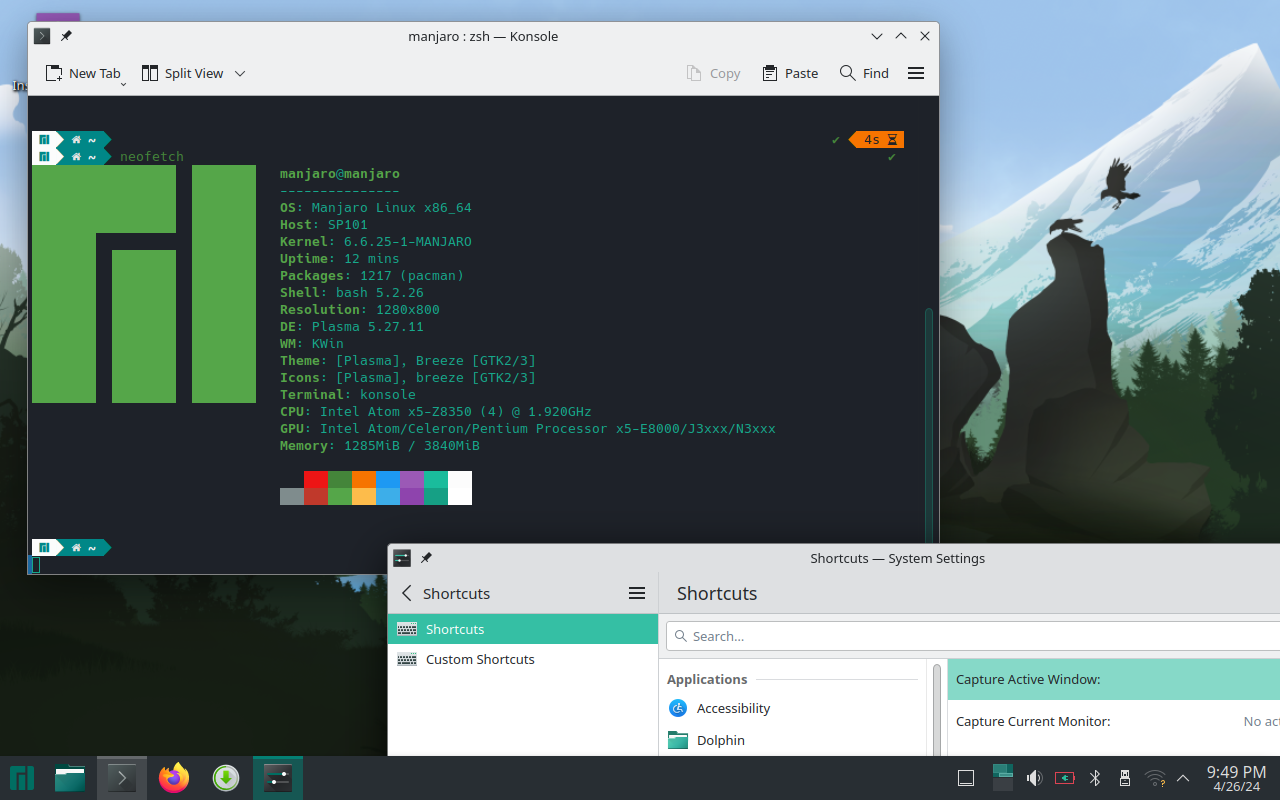 manjaro : zsh — Konsole
New Tab Split View Copy Paste Find
~ 4s
~ neofetch
manjaro@manjaro
---------------
OS: Manjaro Linux x86_64
Host: SP101
Kernel: 6.6.25-1-MANJARO
Uptime: 12 mins
Packages: 1217 (pacman)
Shell: bash 5.2.26
Resolution: 1280x800
DE: Plasma 5.27.11
WM: KWin
Theme: [Plasma], Breeze [GTK2/3]
Icons: [Plasma], breeze [GTK2/3]
Terminal: konsole
CPU: Intel Atom x5-Z8350 (4) @ 1.920GHz
GPU: Intel Atom/Celeron/Pentium Processor x5-E8000/J3xxx/N3xxx
Memory: 1285MiB / 3840MiB
~
Shortcuts — System Settings
Shortcuts
Shortcuts
Custom Shortcuts
Shortcuts
Search...
Applications
Accessibility
Dolphin
Capture Active Window:
Capture Current Monitor: No act
9:49 PM
4/26/24